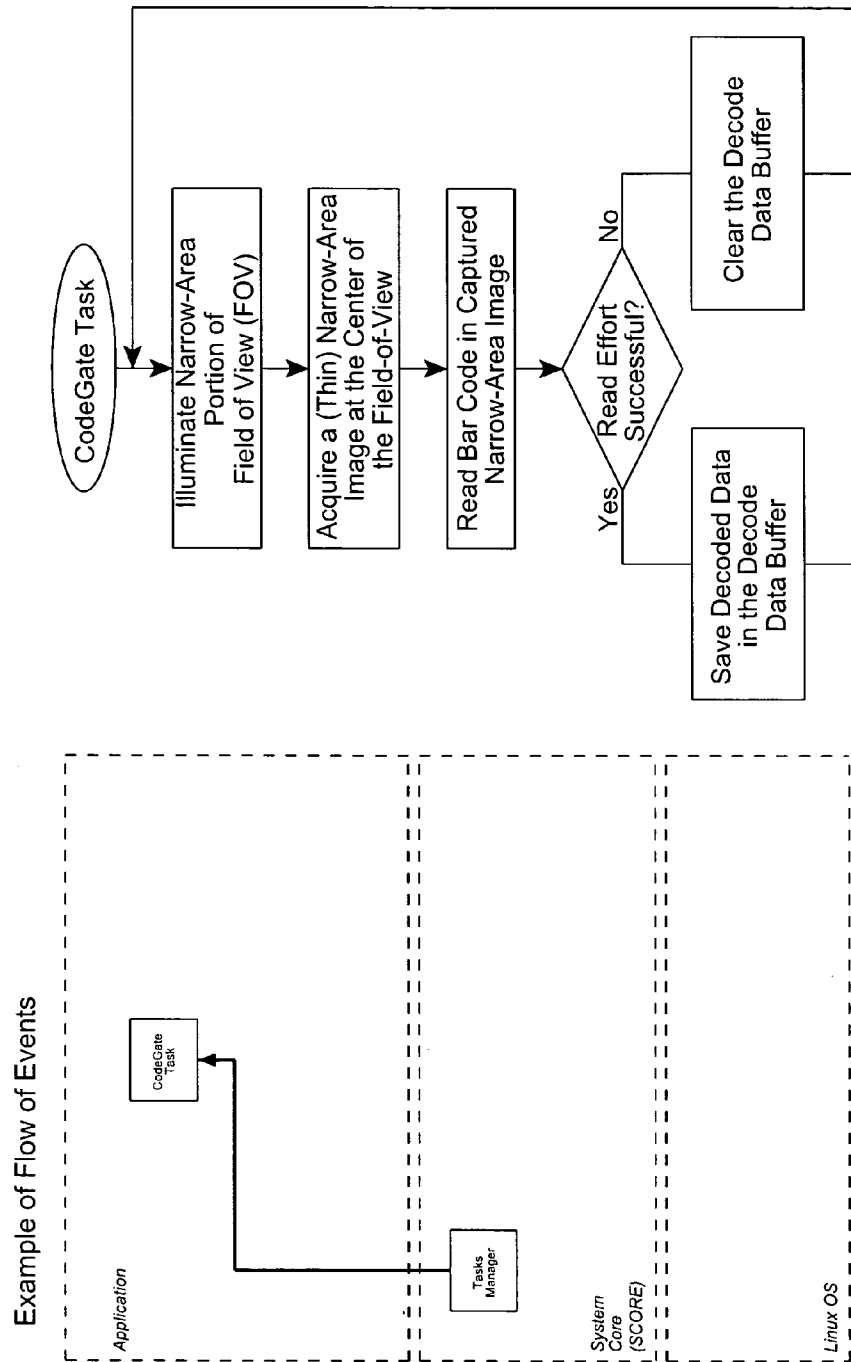 Example of Flow of Events
Application
CodeGate
Task
Tasks
Manager
System
Core
(SCORE)
Linux OS
CodeGate Task
Illuminate Narrow-Area
Portion of
Field of View (FOV)
Acquire a (Thin) Narrow-Area
Image at the Center of
the Field-of-View
Read Bar Code in Captured
Narrow-Area Image
Read Effort
Successful?
Yes
No
Save Decoded Data
in the Decode
Data Buffer
Clear the Decode
Data Buffer